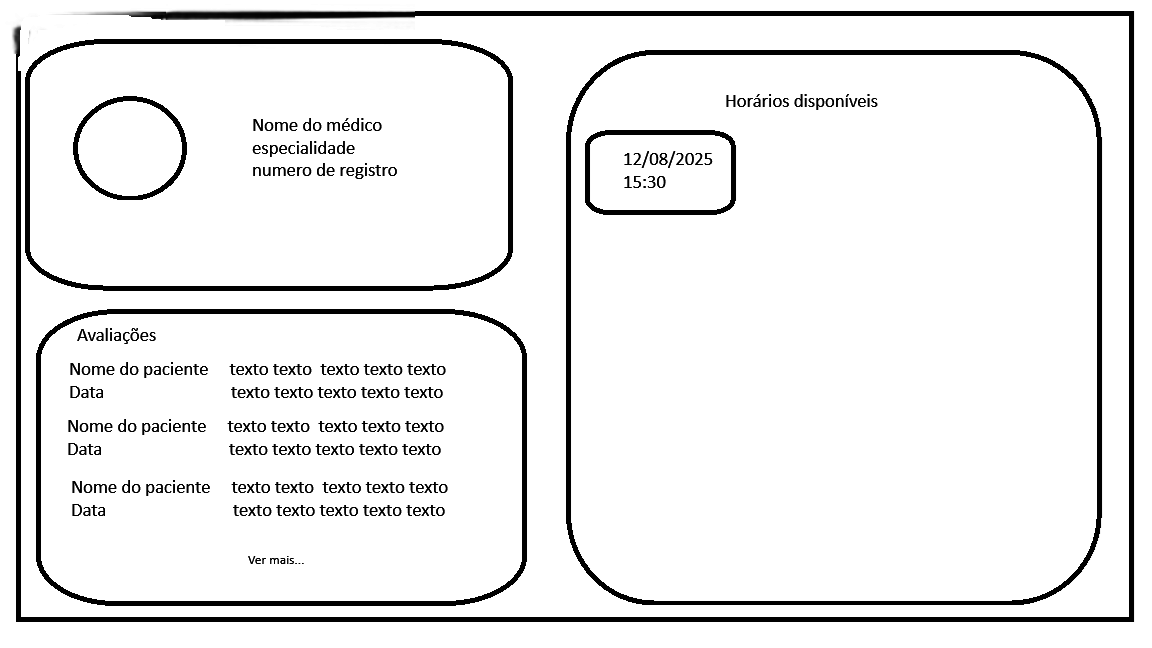 Nome do médico
especialidade
numero de registro
Avaliações
Nome do paciente texto texto texto texto texto
Data texto texto texto texto texto
Nome do paciente texto texto texto texto texto
Data texto texto texto texto texto
Nome do paciente texto texto texto texto texto
Data texto texto texto texto texto
Ver mais...
Horários disponíveis
12/08/2025
15:30